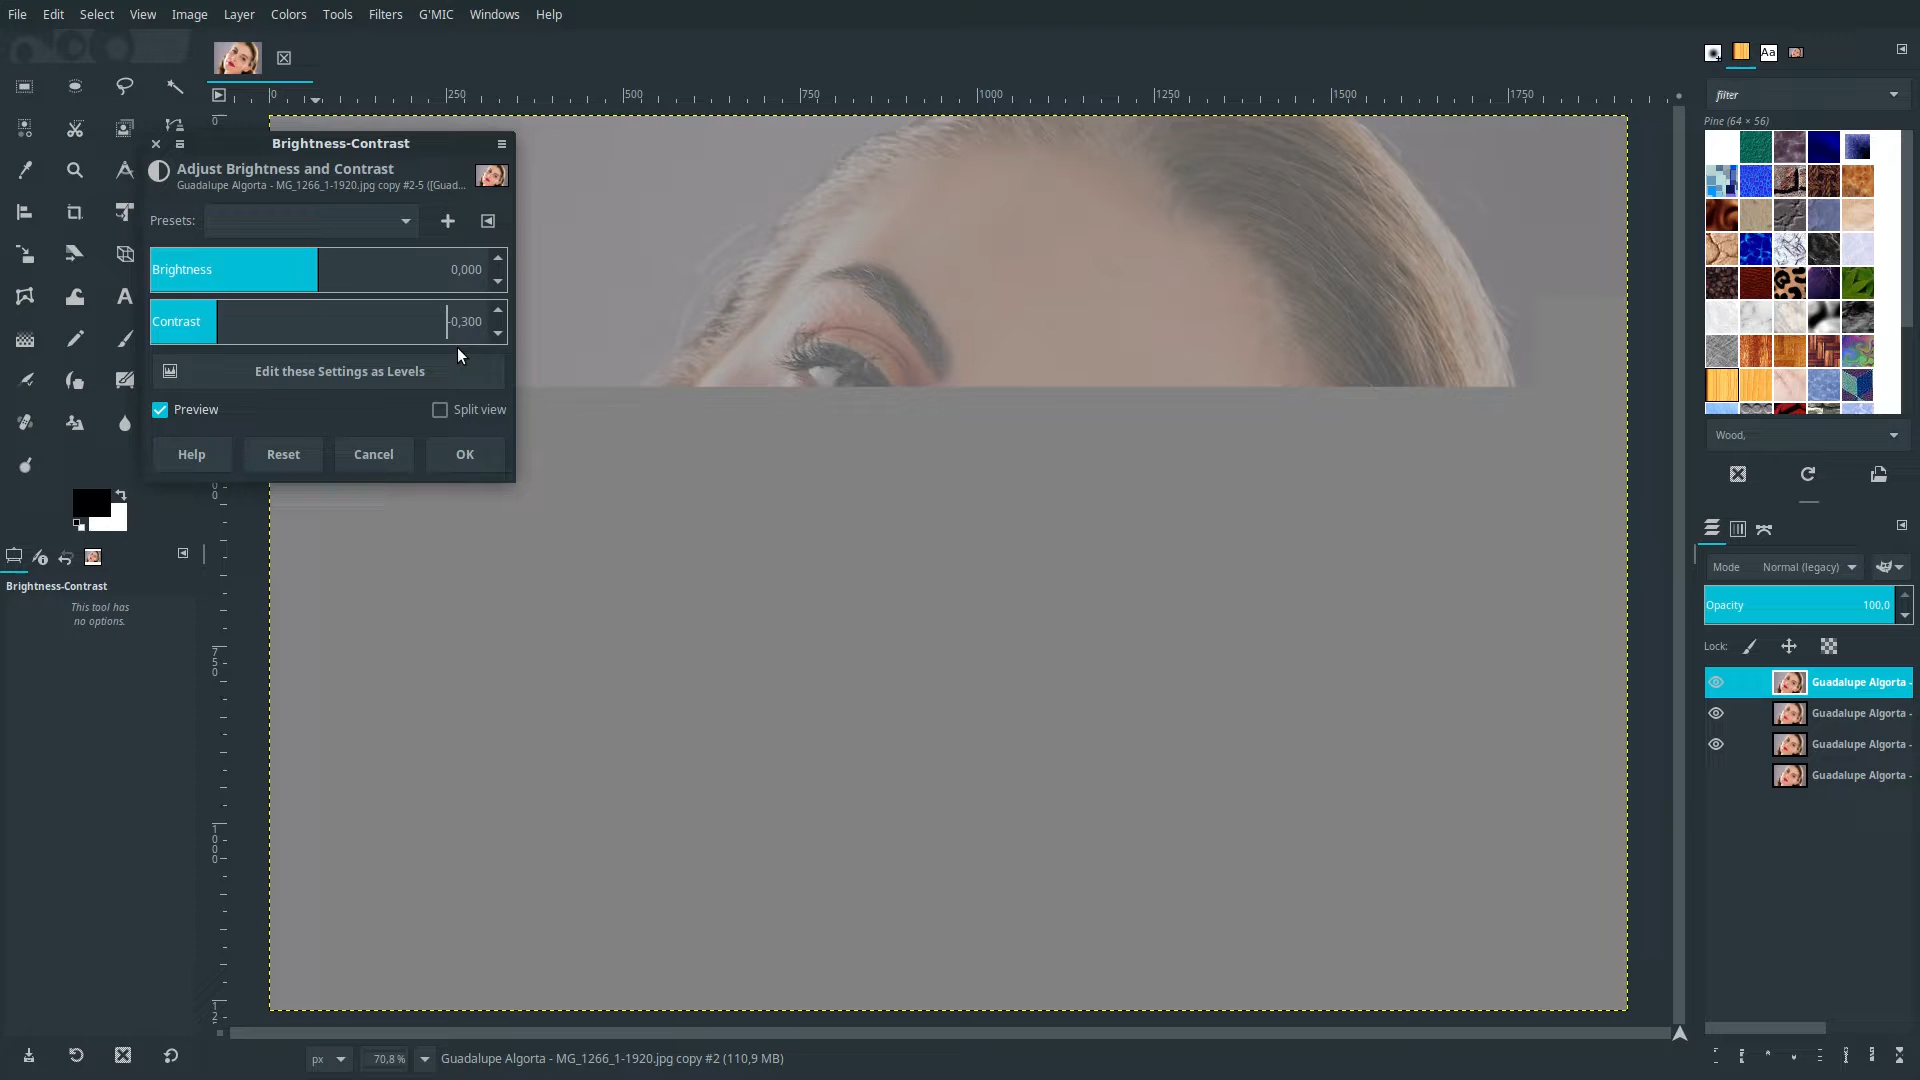 File Edit Select View Image Layer Colors Tools Filters G'MIC Windows Help
0 250 500 750 1000 1250 1500 1750
filter
Pine (64 × 56)
0
Brightness-Contrast
Adjust Brightness and Contrast
Guadalupe Algorta - MG_1266_1-1920.jpg copy #2-5 ([Guad...
Presets:
Brightness 0,000
Contrast -0,300
Edit these Settings as Levels
Preview Split view
Help Reset Cancel OK
Wood,
Brightness-Contrast
This tool has
no options.
Mode Normal (legacy)
Opacity 100,0
Lock:
Guadalupe Algorta -
Guadalupe Algorta -
Guadalupe Algorta -
Guadalupe Algorta -
750
1000
px 70,8 % Guadalupe Algorta - MG_1266_1-1920.jpg copy #2 (110,9 MB)